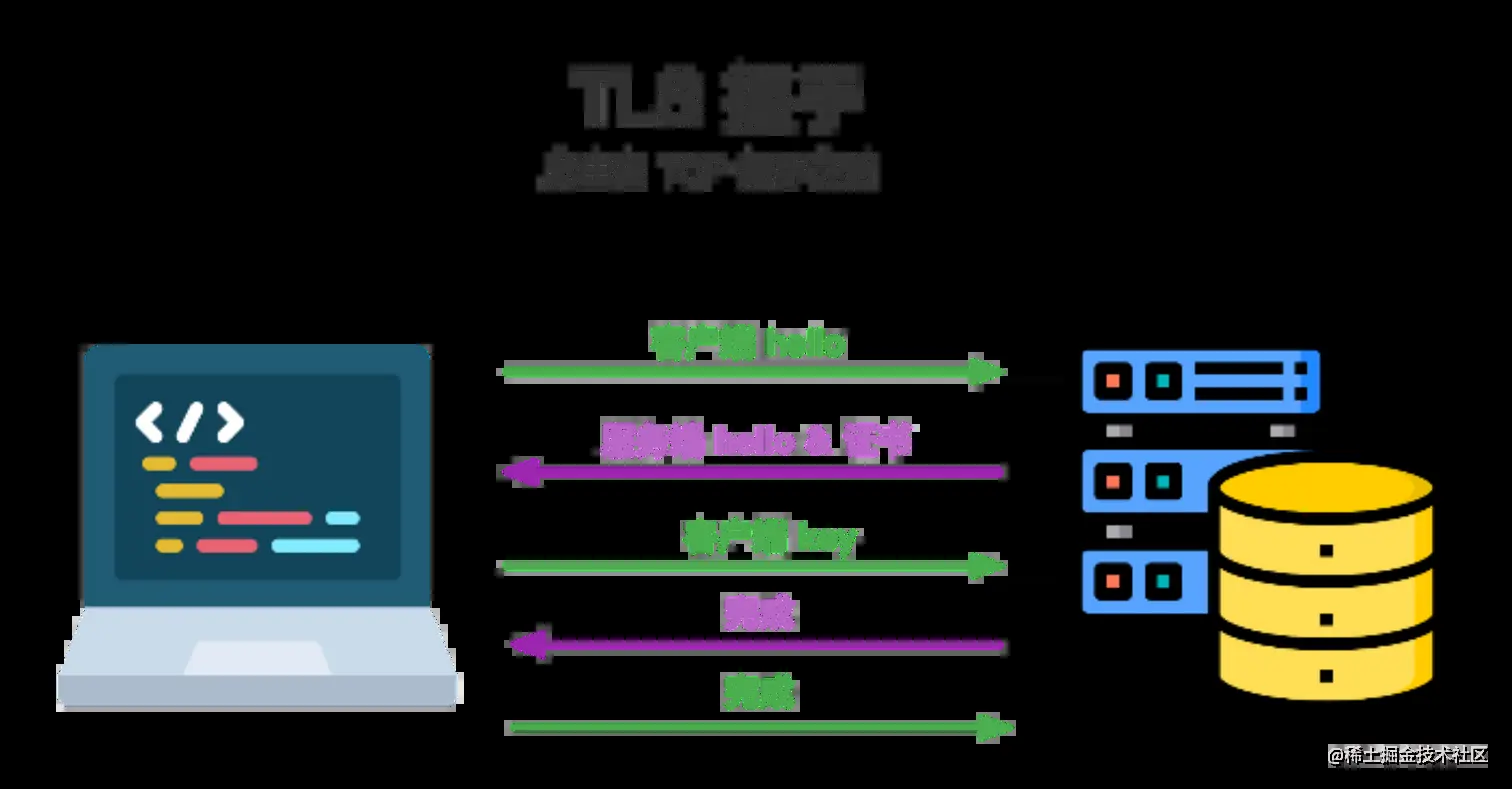 TLS 握手
发生在 TCP 握手之后
客户端 hello
服务端 hello & 证书
客户端 key
完成
完成
@稀土掘金技术社区